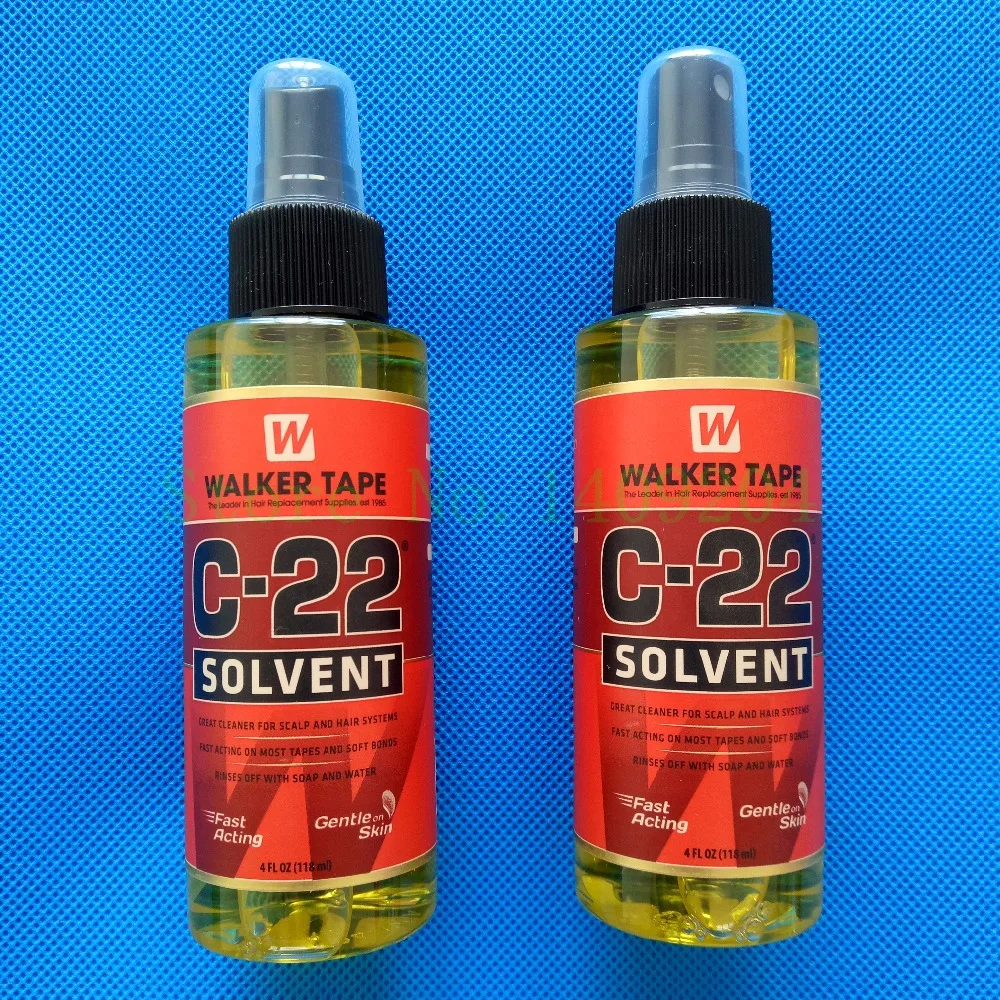 W
WALKER TAPE
The Leader in Hair Replacement Supplies, est 1985
C-22®
SOLVENT
GREAT CLEANER FOR SCALP AND HAIR SYSTEMS
FAST ACTING ON MOST TAPES AND SOFT BONDS
RINSES OFF WITH SOAP AND WATER
Fast
Acting
Gentle on
Skin
4 FL OZ (118 ml)
W
WALKER TAPE
The Leader in Hair Replacement Supplies, est 1985
C-22®
SOLVENT
GREAT CLEANER FOR SCALP AND HAIR SYSTEMS
FAST ACTING ON MOST TAPES AND SOFT BONDS
RINSES OFF WITH SOAP AND WATER
Fast
Acting
Gentle on
Skin
4 FL OZ (118 ml)
Store No.